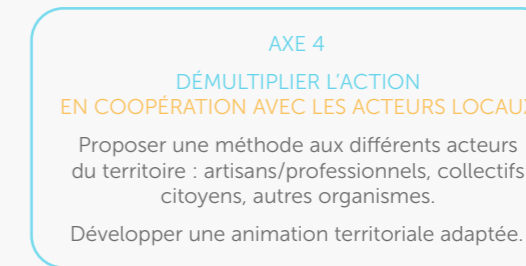 AXE 4
DÉMULTIPLIER L'ACTION
EN COOPÉRATION AVEC LES ACTEURS LOCAUX
Proposer une méthode aux différents acteurs
du territoire : artisans/professionnels, collectifs
citoyens, autres organismes.
Développer une animation territoriale adaptée.